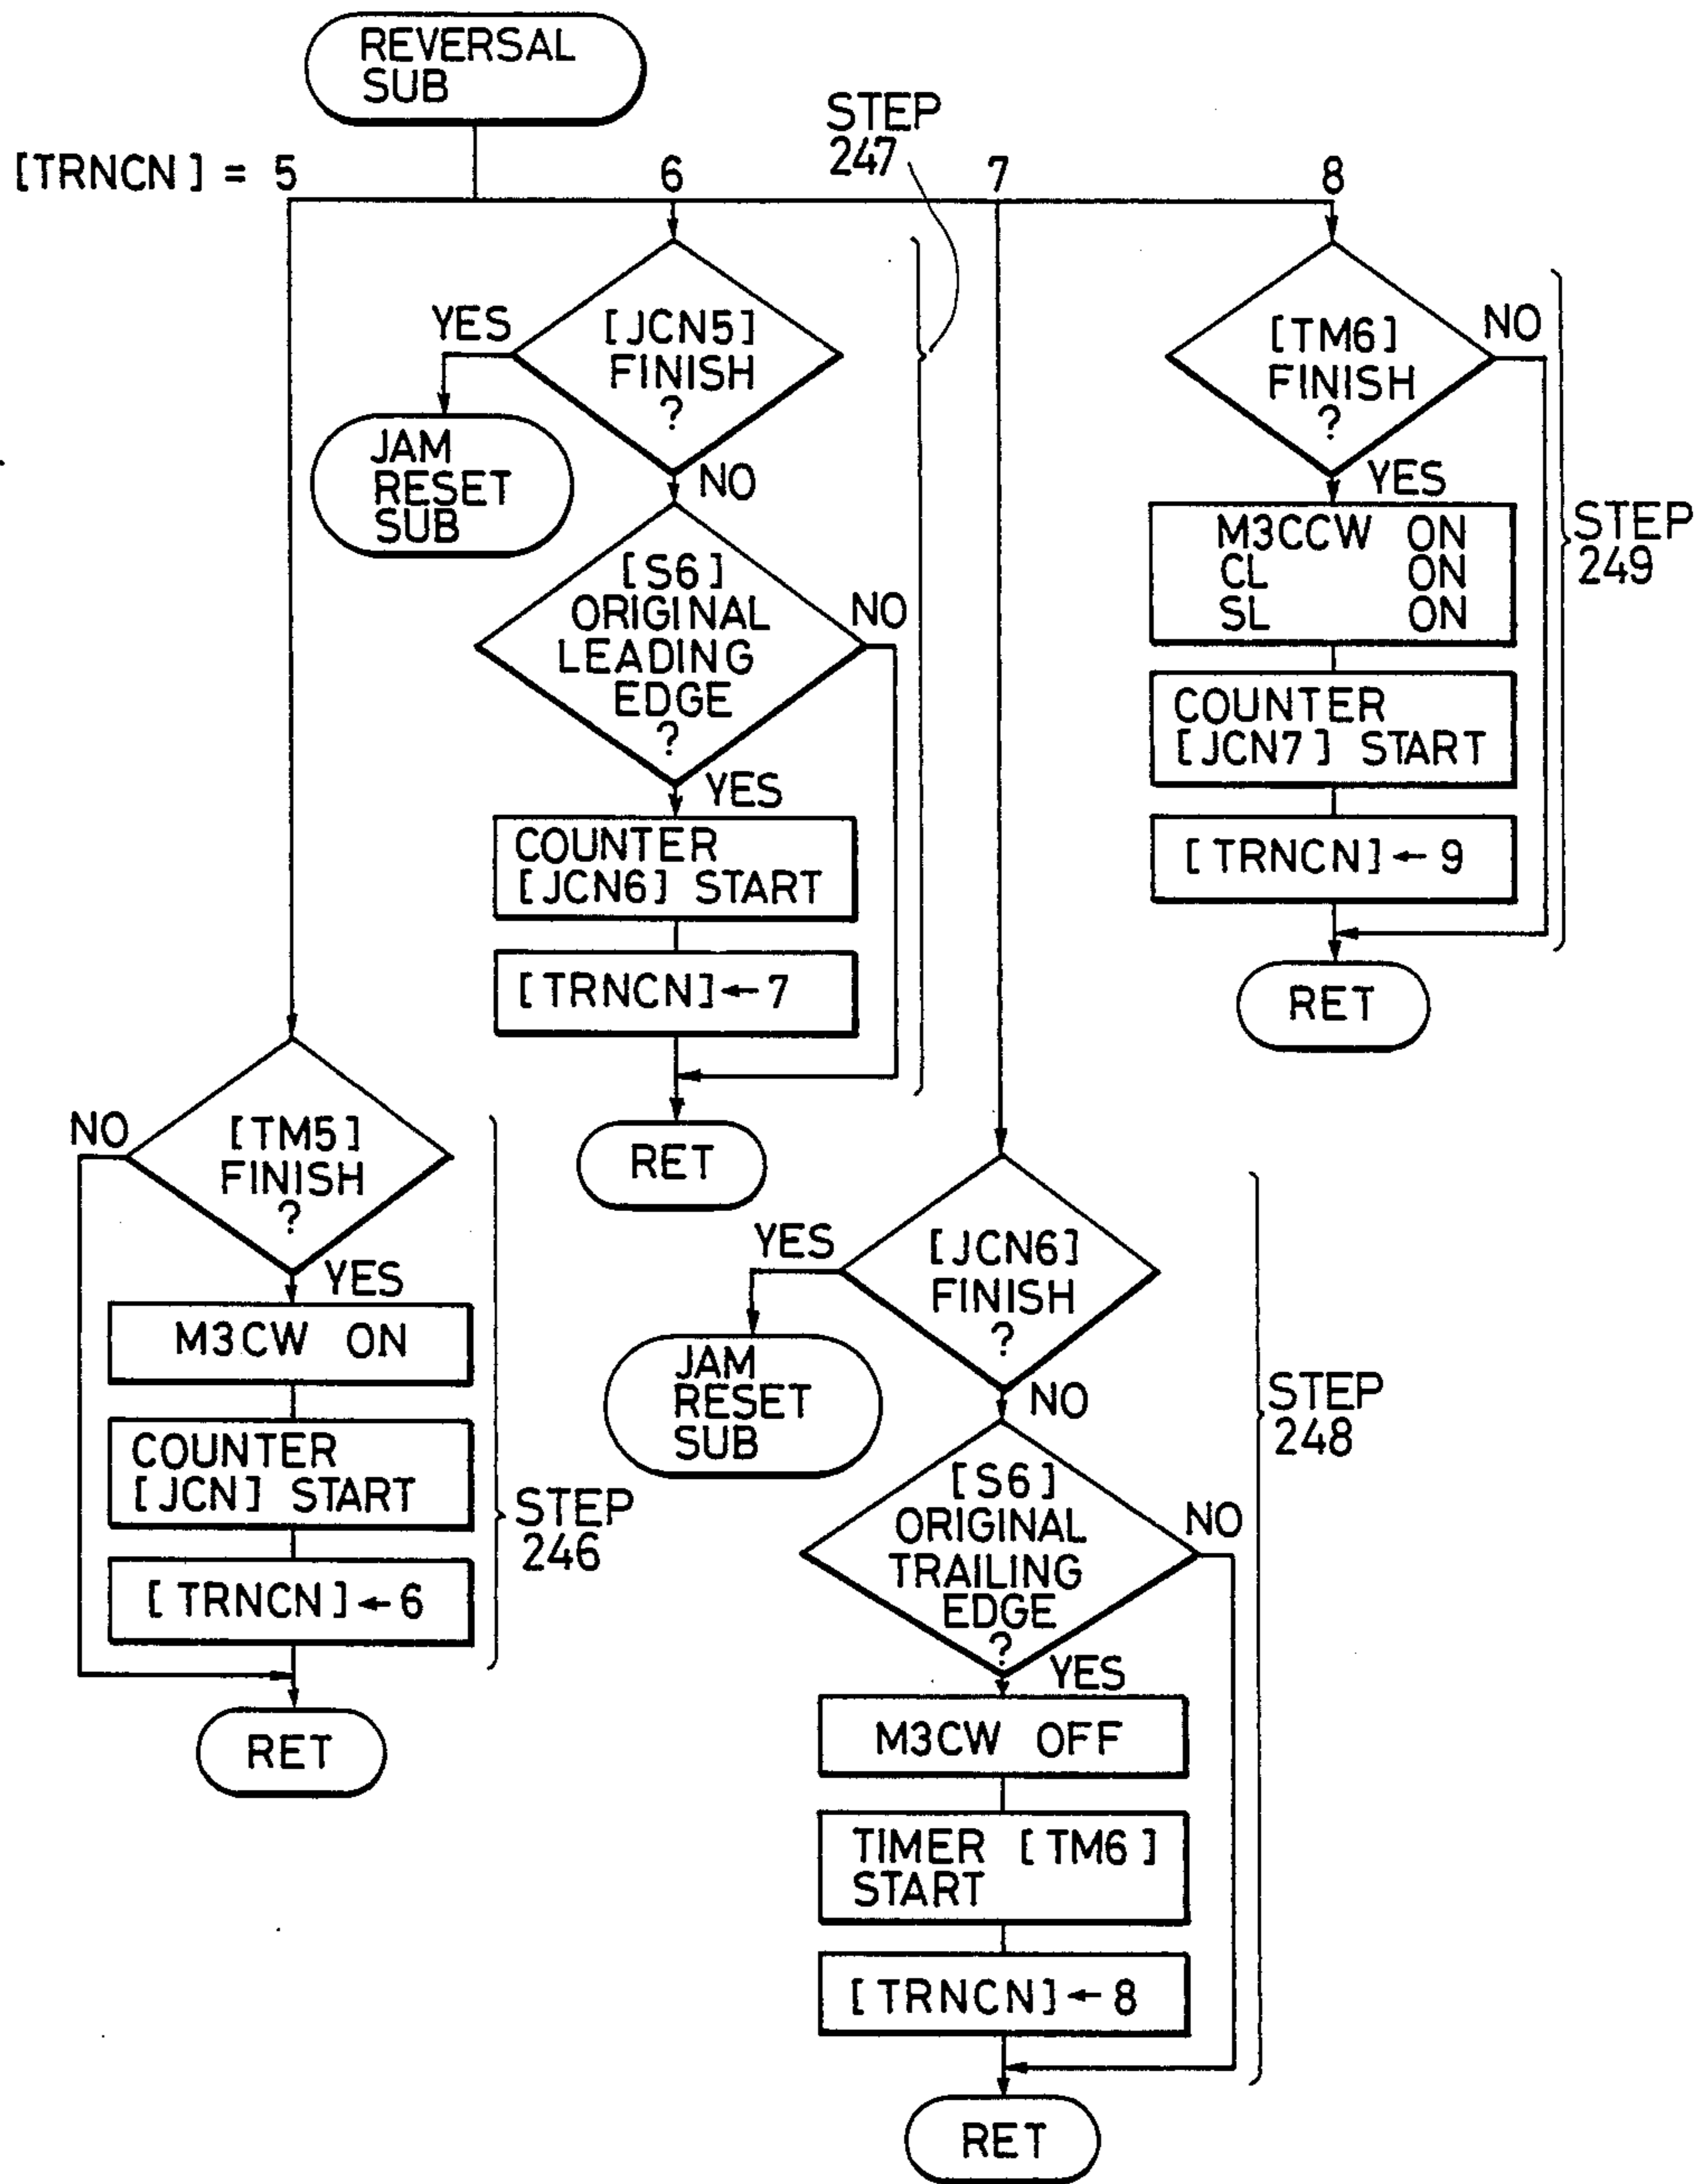 REVERSAL
SUB
[TRNCN] = 5
6
7
8
STEP
247
[JCN5]
FINISH
?
YES
NO
JAM
RESET
SUB
[S6]
ORIGINAL
LEADING
EDGE
?
NO
YES
COUNTER
[JCN6] START
[TRNCN]←7
RET
[TM6]
FINISH
?
NO
YES
M3CCW ON
CL ON
SL ON
COUNTER
[JCN7] START
[TRNCN]←9
RET
STEP
249
[TM5]
FINISH
?
NO
YES
M3CW ON
COUNTER
[JCN] START
[TRNCN]←6
RET
STEP
246
[JCN6]
FINISH
?
YES
NO
JAM
RESET
SUB
[S6]
ORIGINAL
TRAILING
EDGE
?
NO
YES
M3CW OFF
TIMER [TM6]
START
[TRNCN]←8
RET
STEP
248